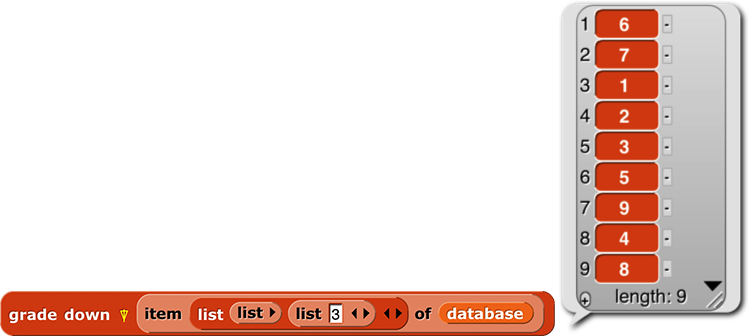 1 6 -
2 7 -
3 1 -
4 2 -
5 3 -
6 5 -
7 9 -
8 4 -
9 8 -
+ length: 9
grade down ⍒ item list list list 3 of database